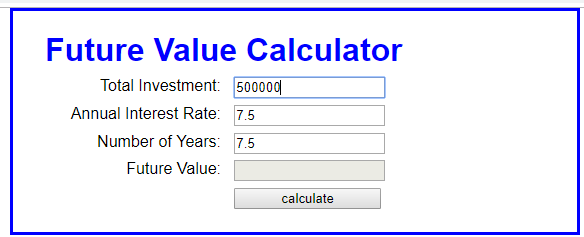 Future Value Calculator
Total Investment: 500000
Annual Interest Rate: 7.5
Number of Years: 7.5
Future Value:
calculate